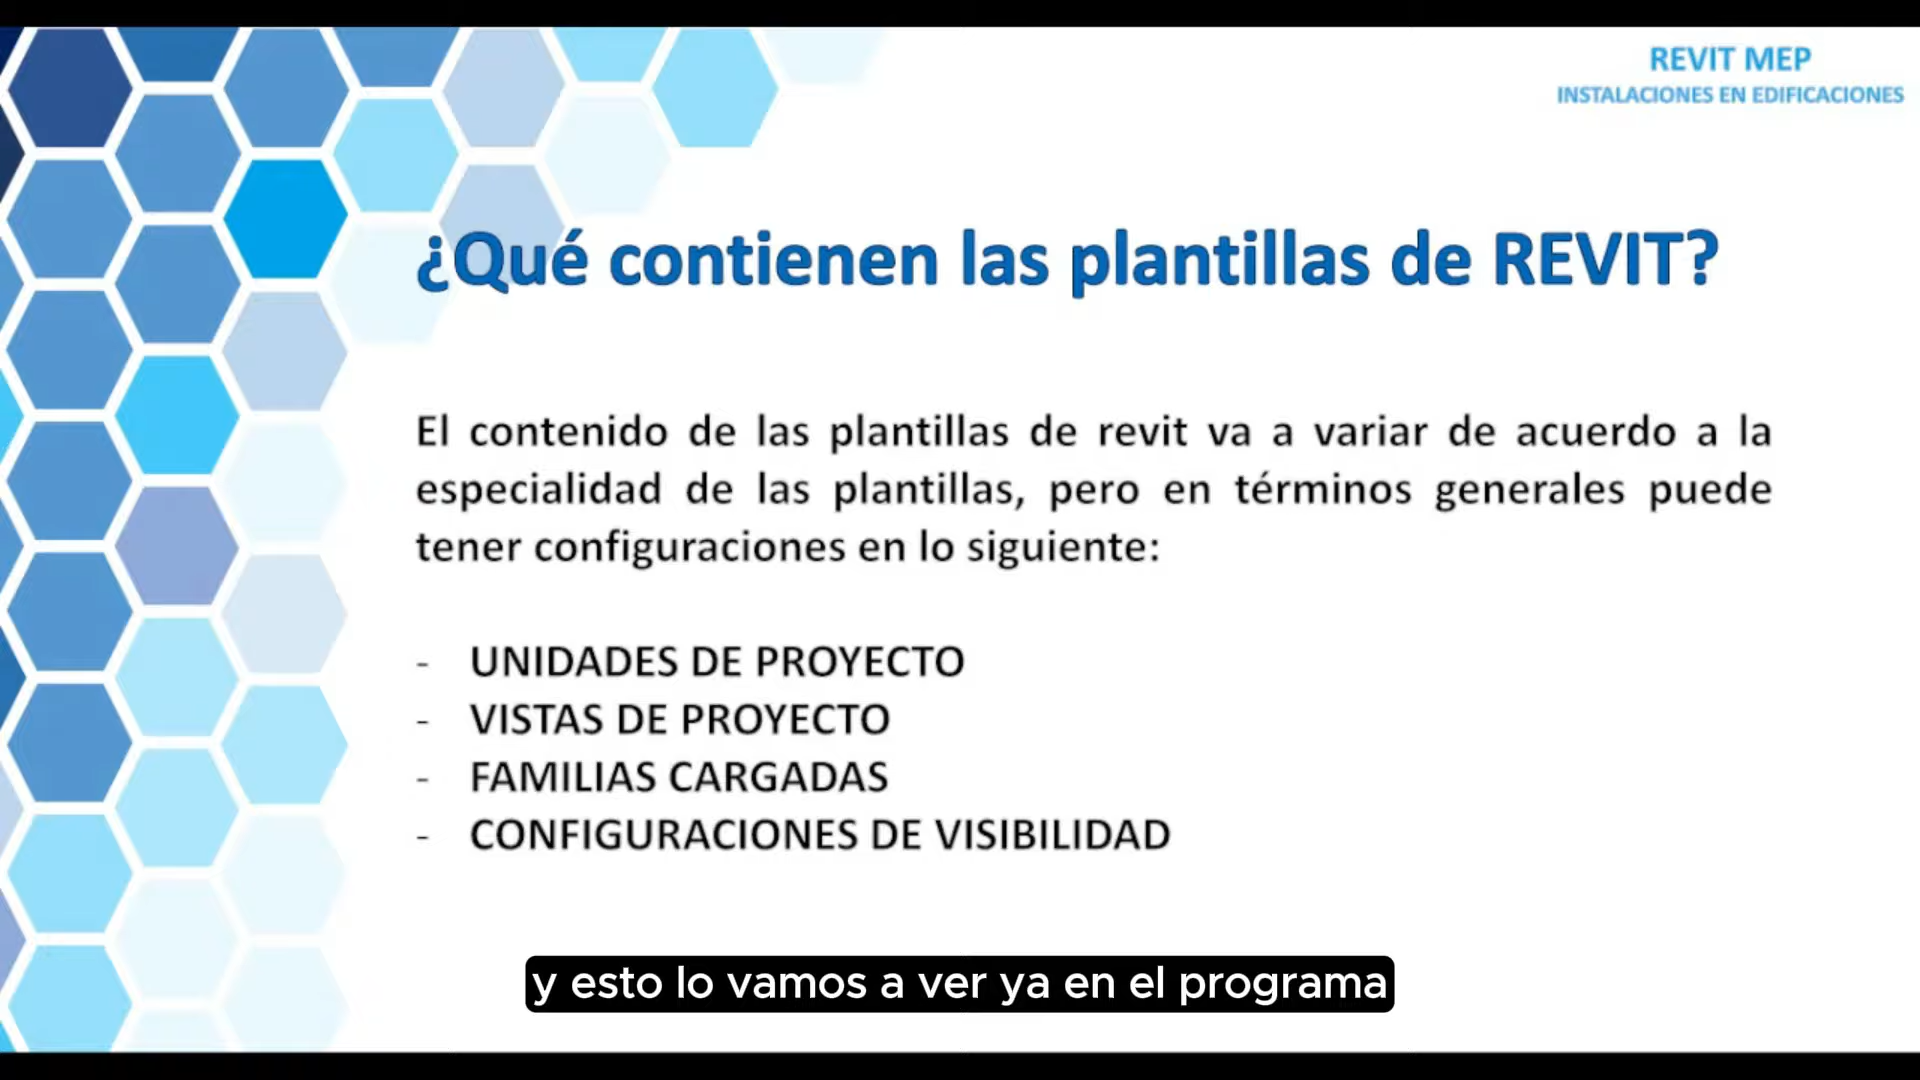 REVIT MEP
INSTALACIONES EN EDIFICACIONES
¿Qué contienen las plantillas de REVIT?
El contenido de las plantillas de revit va a variar de acuerdo a la
especialidad de las plantillas, pero en términos generales puede
tener configuraciones en lo siguiente:
- UNIDADES DE PROYECTO
- VISTAS DE PROYECTO
- FAMILIAS CARGADAS
- CONFIGURACIONES DE VISIBILIDAD
y esto lo vamos a ver ya en el programa